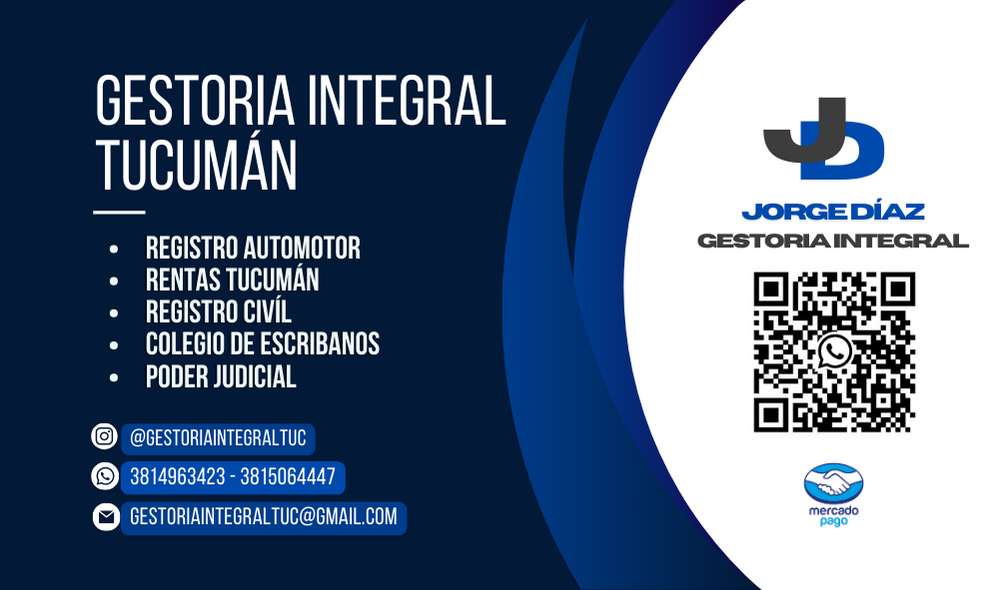 GESTORIA INTEGRAL
TUCUMÁN
REGISTRO AUTOMOTOR
RENTAS TUCUMÁN
REGISTRO CIVÍL
COLEGIO DE ESCRIBANOS
PODER JUDICIAL
@GESTORIAINTEGRALTUC
3814963423 - 3815064447
GESTORIAINTEGRALTUC@GMAIL.COM
JD
JORGE DÍAZ
GESTORIA INTEGRAL
mercado
pago